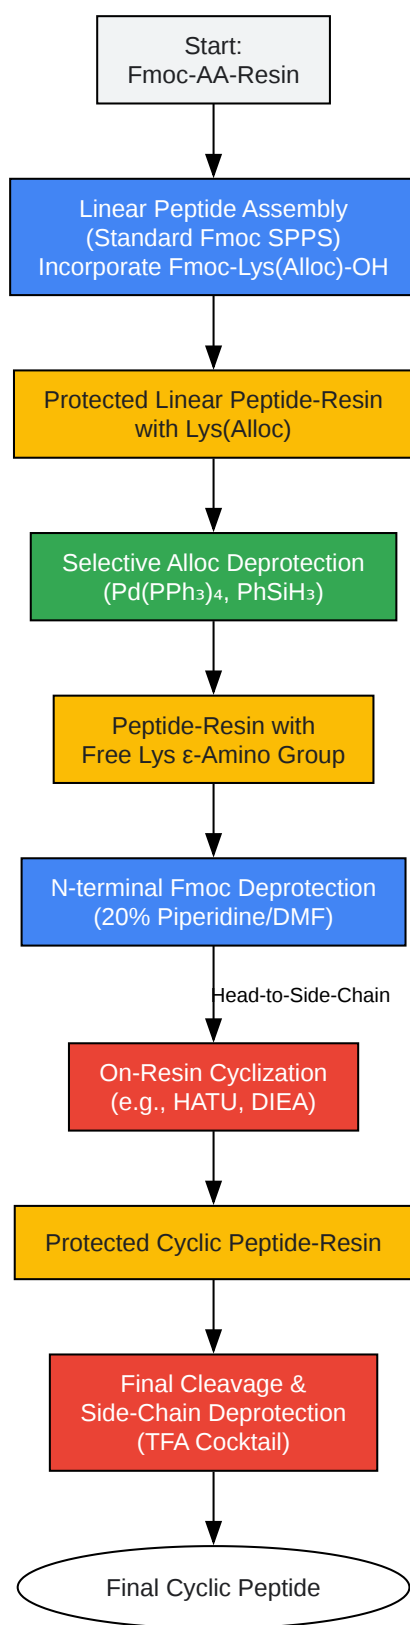 Start:
Fmoc-AA-Resin
Linear Peptide Assembly
(Standard Fmoc SPPS)
Incorporate Fmoc-Lys(Alloc)-OH
Protected Linear Peptide-Resin
with Lys(Alloc)
Selective Alloc Deprotection
(Pd(PPh₃)₄, PhSiH₃)
Peptide-Resin with
Free Lys ε-Amino Group
N-terminal Fmoc Deprotection
(20% Piperidine/DMF)
Head-to-Side-Chain
On-Resin Cyclization
(e.g., HATU, DIEA)
Protected Cyclic Peptide-Resin
Final Cleavage &
Side-Chain Deprotection
(TFA Cocktail)
Final Cyclic Peptide